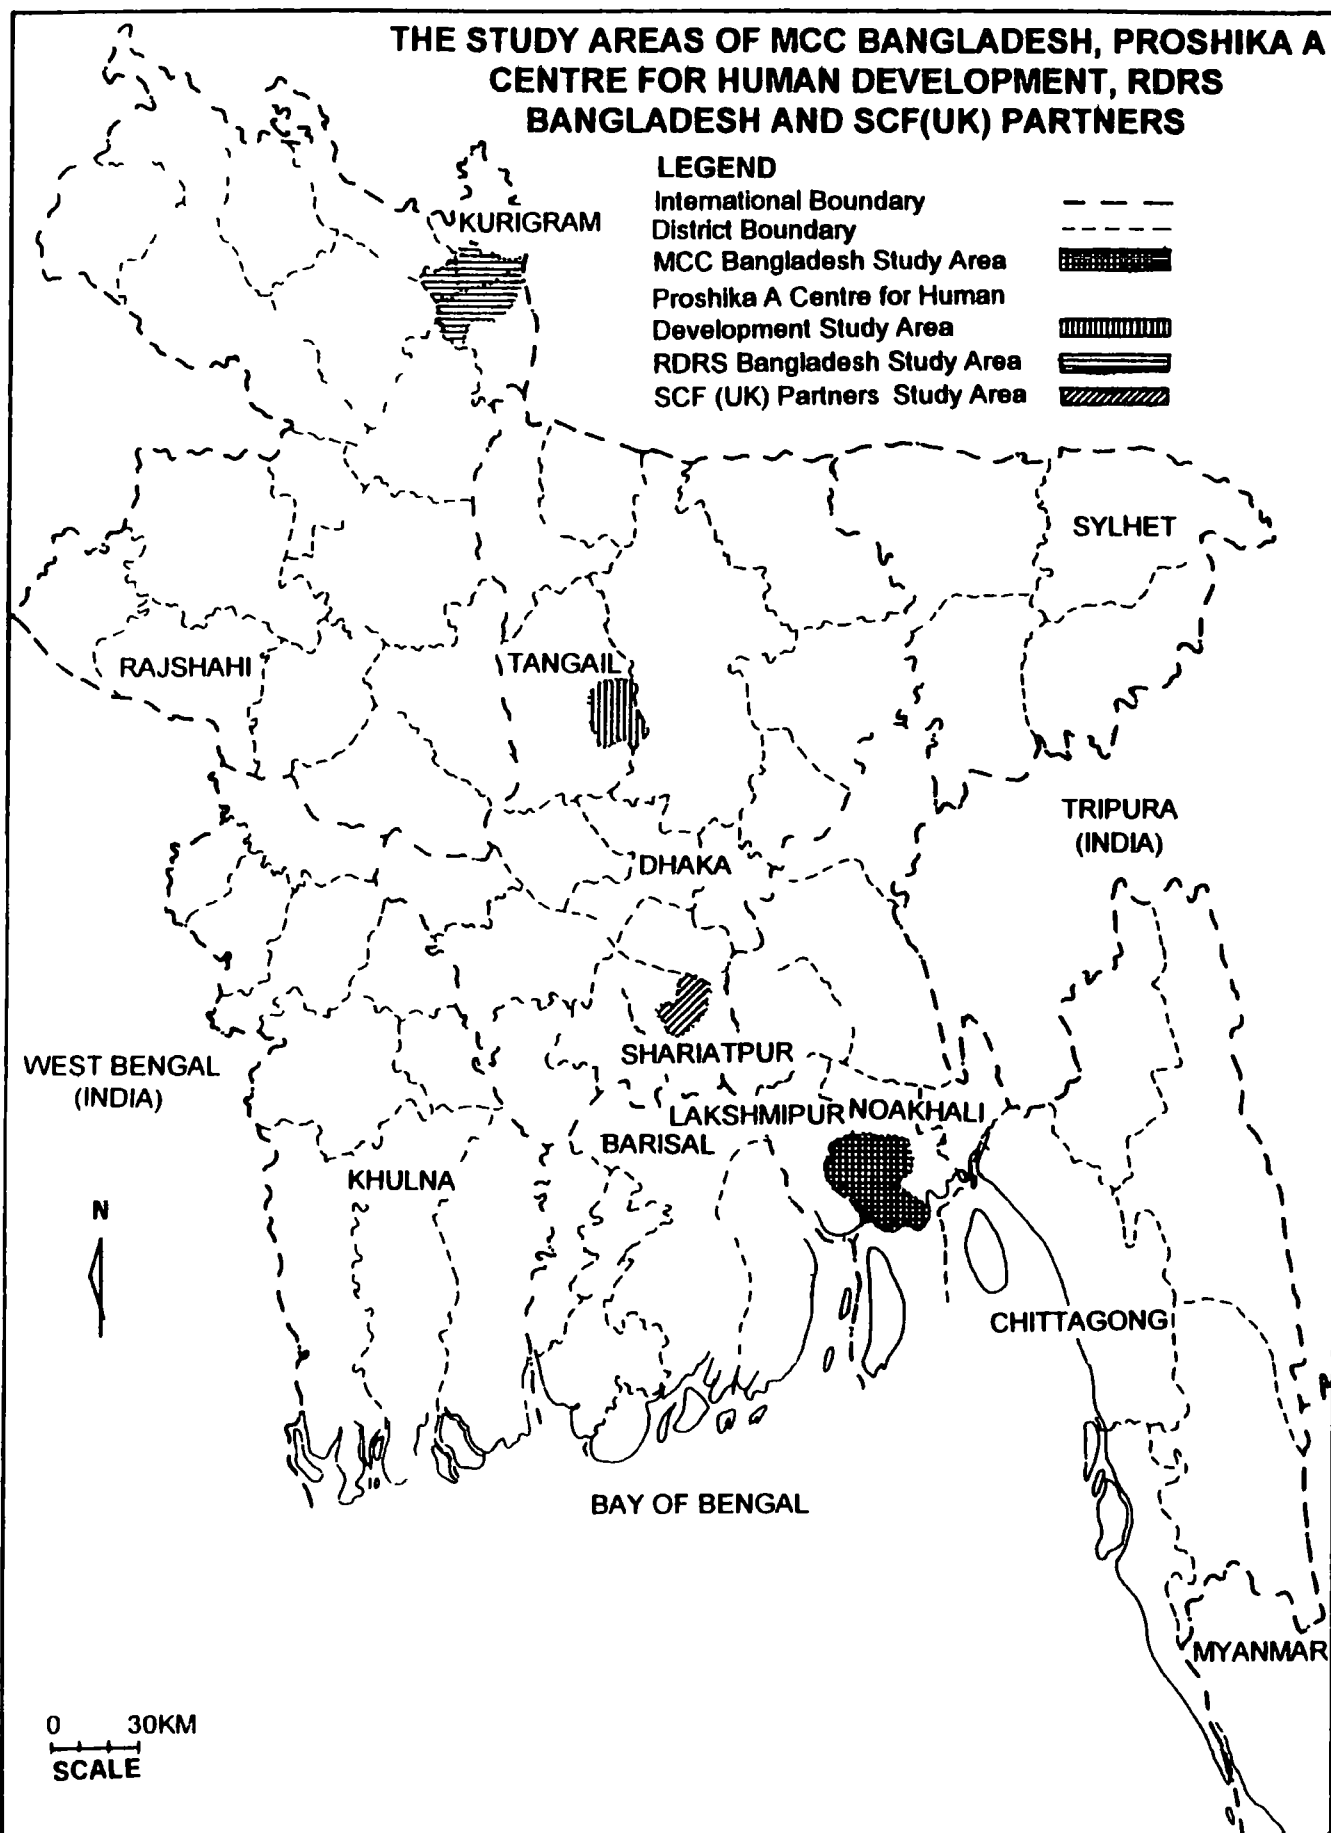 THE STUDY AREAS OF MCC BANGLADESH, PROSHIKA A
CENTRE FOR HUMAN DEVELOPMENT, RDRS
BANGLADESH AND SCF(UK) PARTNERS
LEGEND
International Boundary
District Boundary
MCC Bangladesh Study Area
Proshika A Centre for Human
Development Study Area
RDRS Bangladesh Study Area
SCF (UK) Partners Study Area
KURIGRAM
SYLHET
RAJSHAHI
TANGAIL
TRIPURA
(INDIA)
DHAKA
WEST BENGAL
(INDIA)
SHARIATPUR
LAKSHMIPUR NOAKHALI
BARISAL
KHULNA
N
CHITTAGONG
BAY OF BENGAL
MYANMAR
0 30KM
SCALE